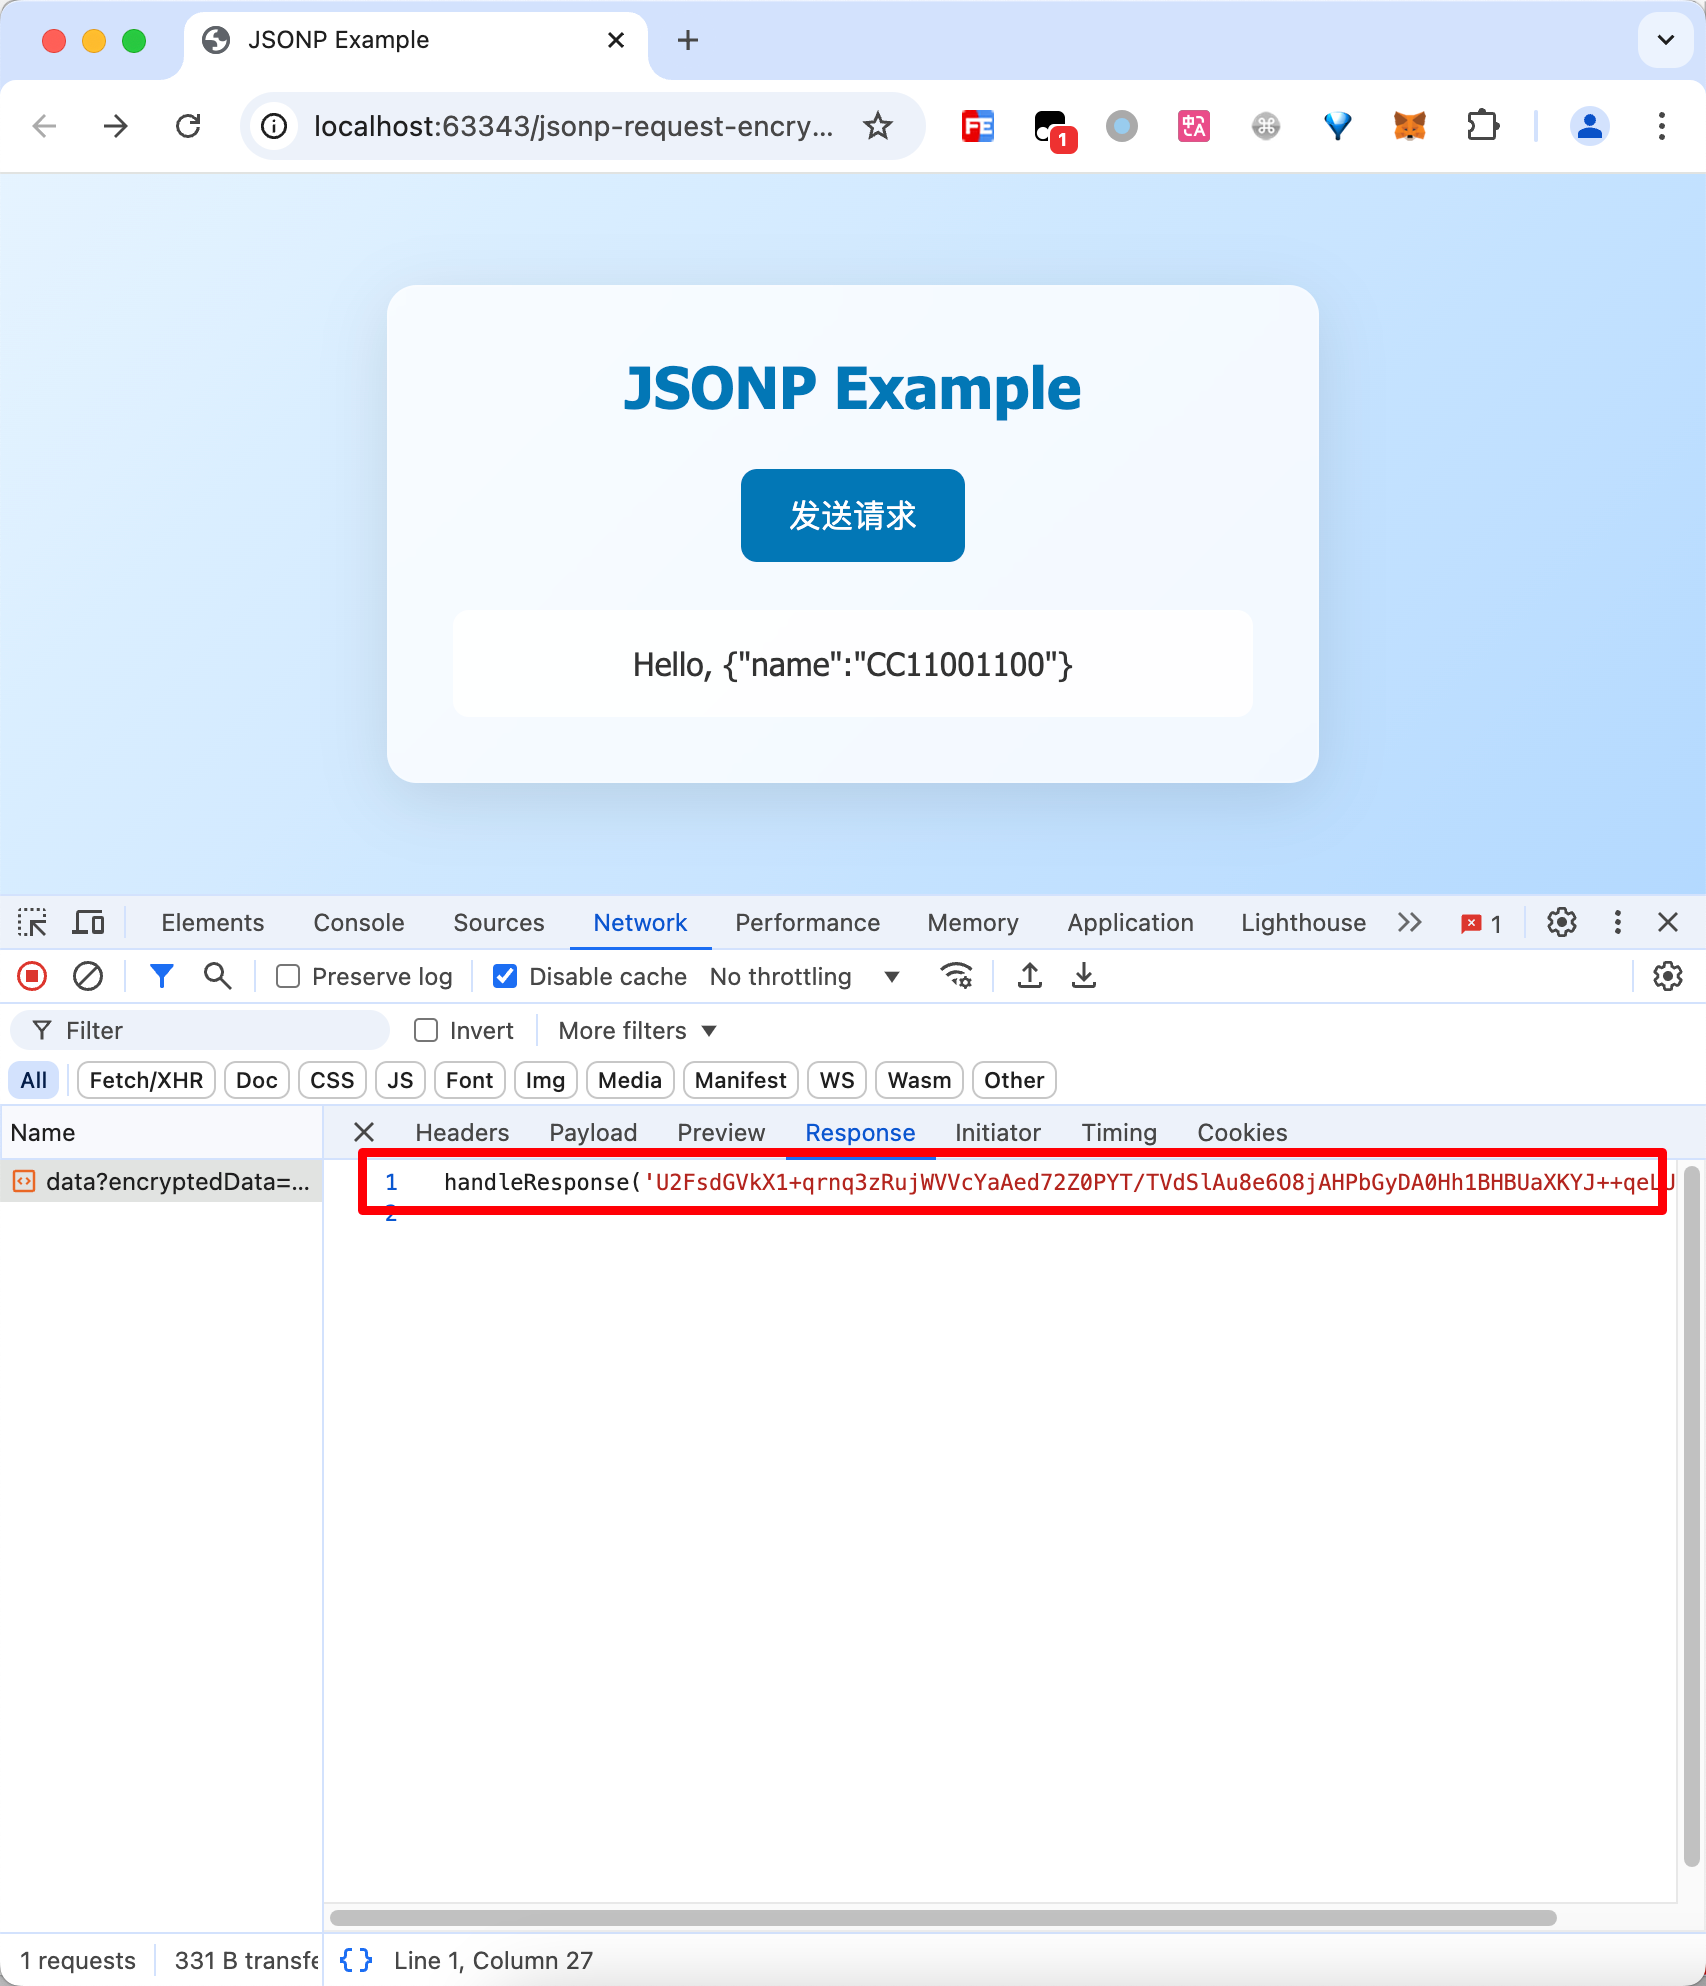 JSONP Example
localhost:63343/jsonp-request-encry...
FE
1
中A
JSONP Example
发送请求
Hello, {"name":"CC11001100"}
Elements Console Sources Network Performance Memory Application Lighthouse 1
Preserve log Disable cache No throttling
Filter Invert More filters
All Fetch/XHR Doc CSS JS Font Img Media Manifest WS Wasm Other
Name Headers Payload Preview Response Initiator Timing Cookies
data?encryptedData=... 1 handleResponse('U2FsdGVkX1+qrnq3zRujWVVcYaAed72Z0PYT/TVdSlAu8e6O8jAHPbGyDA0Hh1BHBUaXKYJ++qeLU
2
1 requests 331 B transfe {} Line 1, Column 27